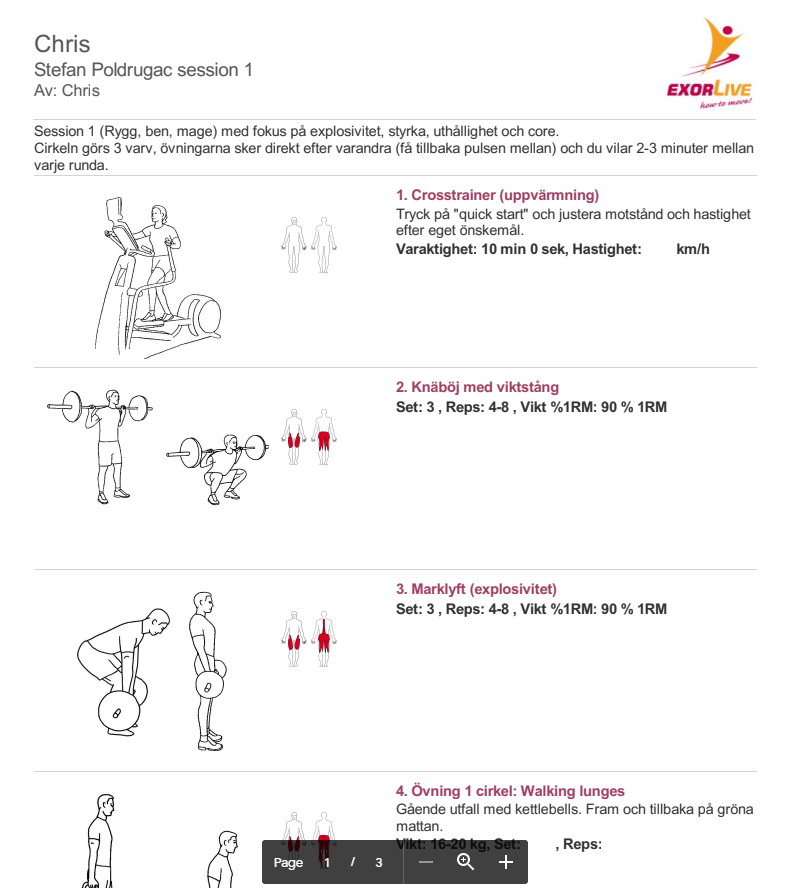 Chris
Stefan Poldrugac session 1
Av: Chris
EXORLIVE
how to move!
Session 1 (Rygg, ben, mage) med fokus på explosivitet, styrka, uthållighet och core.
Cirkeln görs 3 varv, övningarna sker direkt efter varandra (få tillbaka pulsen mellan) och du vilar 2-3 minuter mellan
varje runda.
1. Crosstrainer (uppvärmning)
Tryck på "quick start" och justera motstånd och hastighet
efter eget önskemål.
Varaktighet: 10 min 0 sek, Hastighet: km/h
2. Knäböj med viktstång
Set: 3 , Reps: 4-8 , Vikt %1RM: 90 % 1RM
3. Marklyft (explosivitet)
Set: 3 , Reps: 4-8 , Vikt %1RM: 90 % 1RM
4. Övning 1 cirkel: Walking lunges
Gående utfall med kettlebells. Fram och tillbaka på gröna
mattan.
Vikt: 16-20 kg, Set: , Reps:
Page 1 / 3